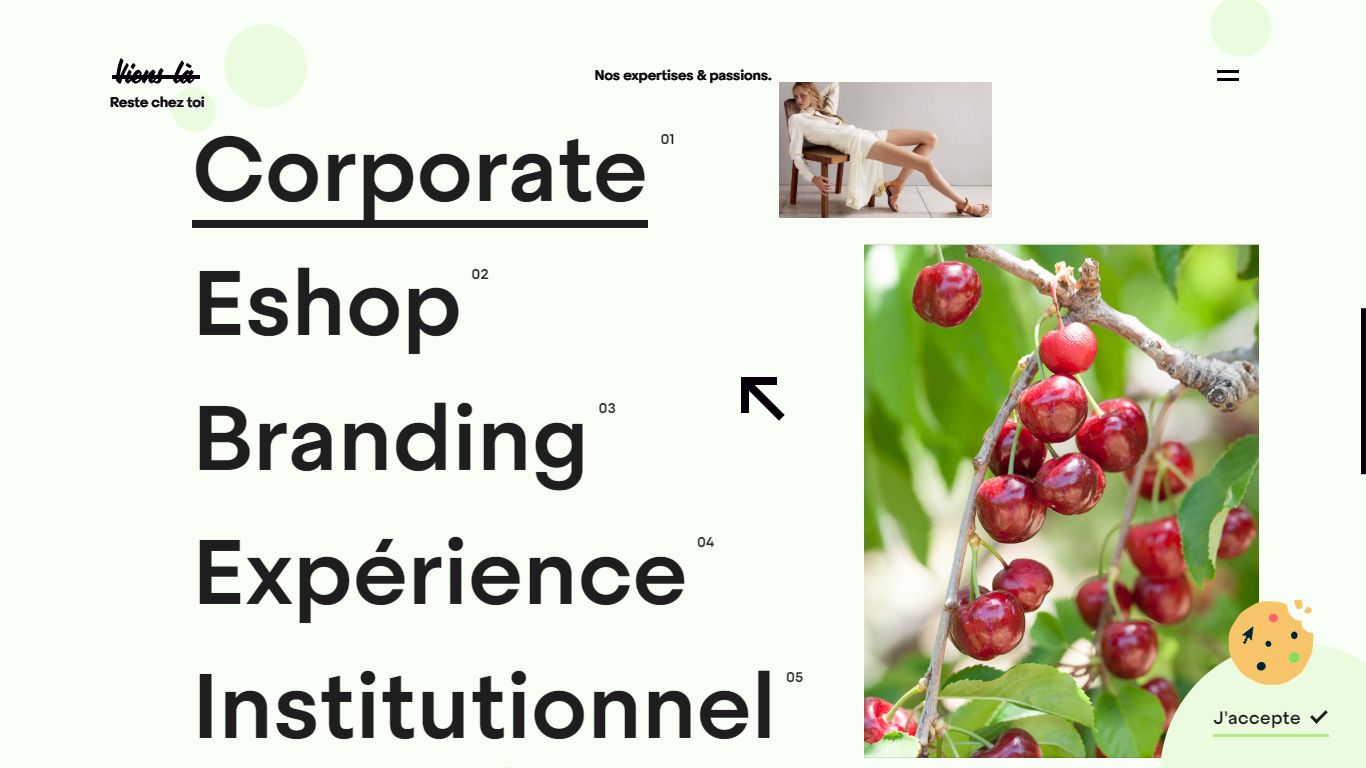 Viens là
Reste chez toi
Nos expertises & passions.
Corporate 01
Eshop 02
Branding 03
Expérience 04
Institutionnel 05
J'accepte